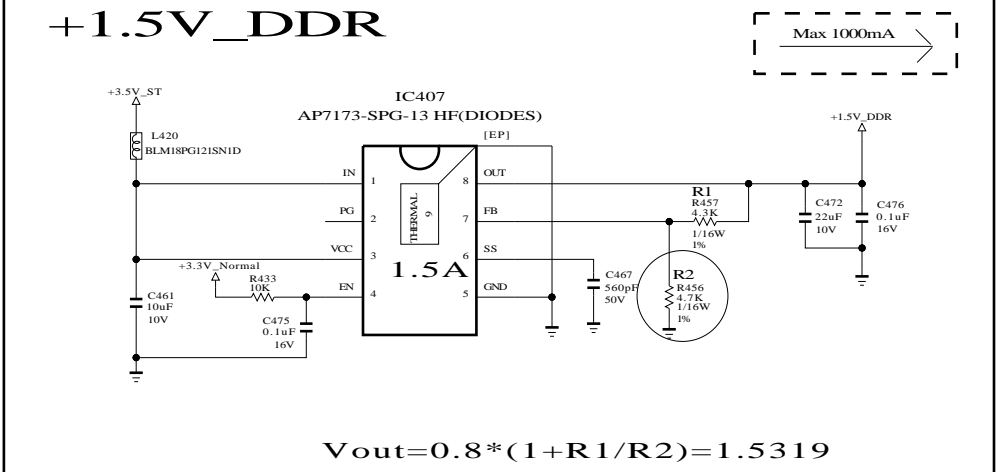 +1.5V_DDR
Max 1000mA
+3.5V_ST
L420
BLM18PG121SN1D
IC407
AP7173-SPG-13 HF(DIODES)
[EP]
+1.5V_DDR
IN
1
8
OUT
PG
2
7
FB
VCC
3
6
SS
EN
4
5
GND
THERMAL
9
1.5A
+3.3V_Normal
R433
10K
C461
10uF
10V
C475
0.1uF
16V
C467
560pF
50V
R1
R457
4.3K
1/16W
1%
R2
R456
4.7K
1/16W
1%
C472
22uF
10V
C476
0.1uF
16V
Vout=0.8*(1+R1/R2)=1.5319